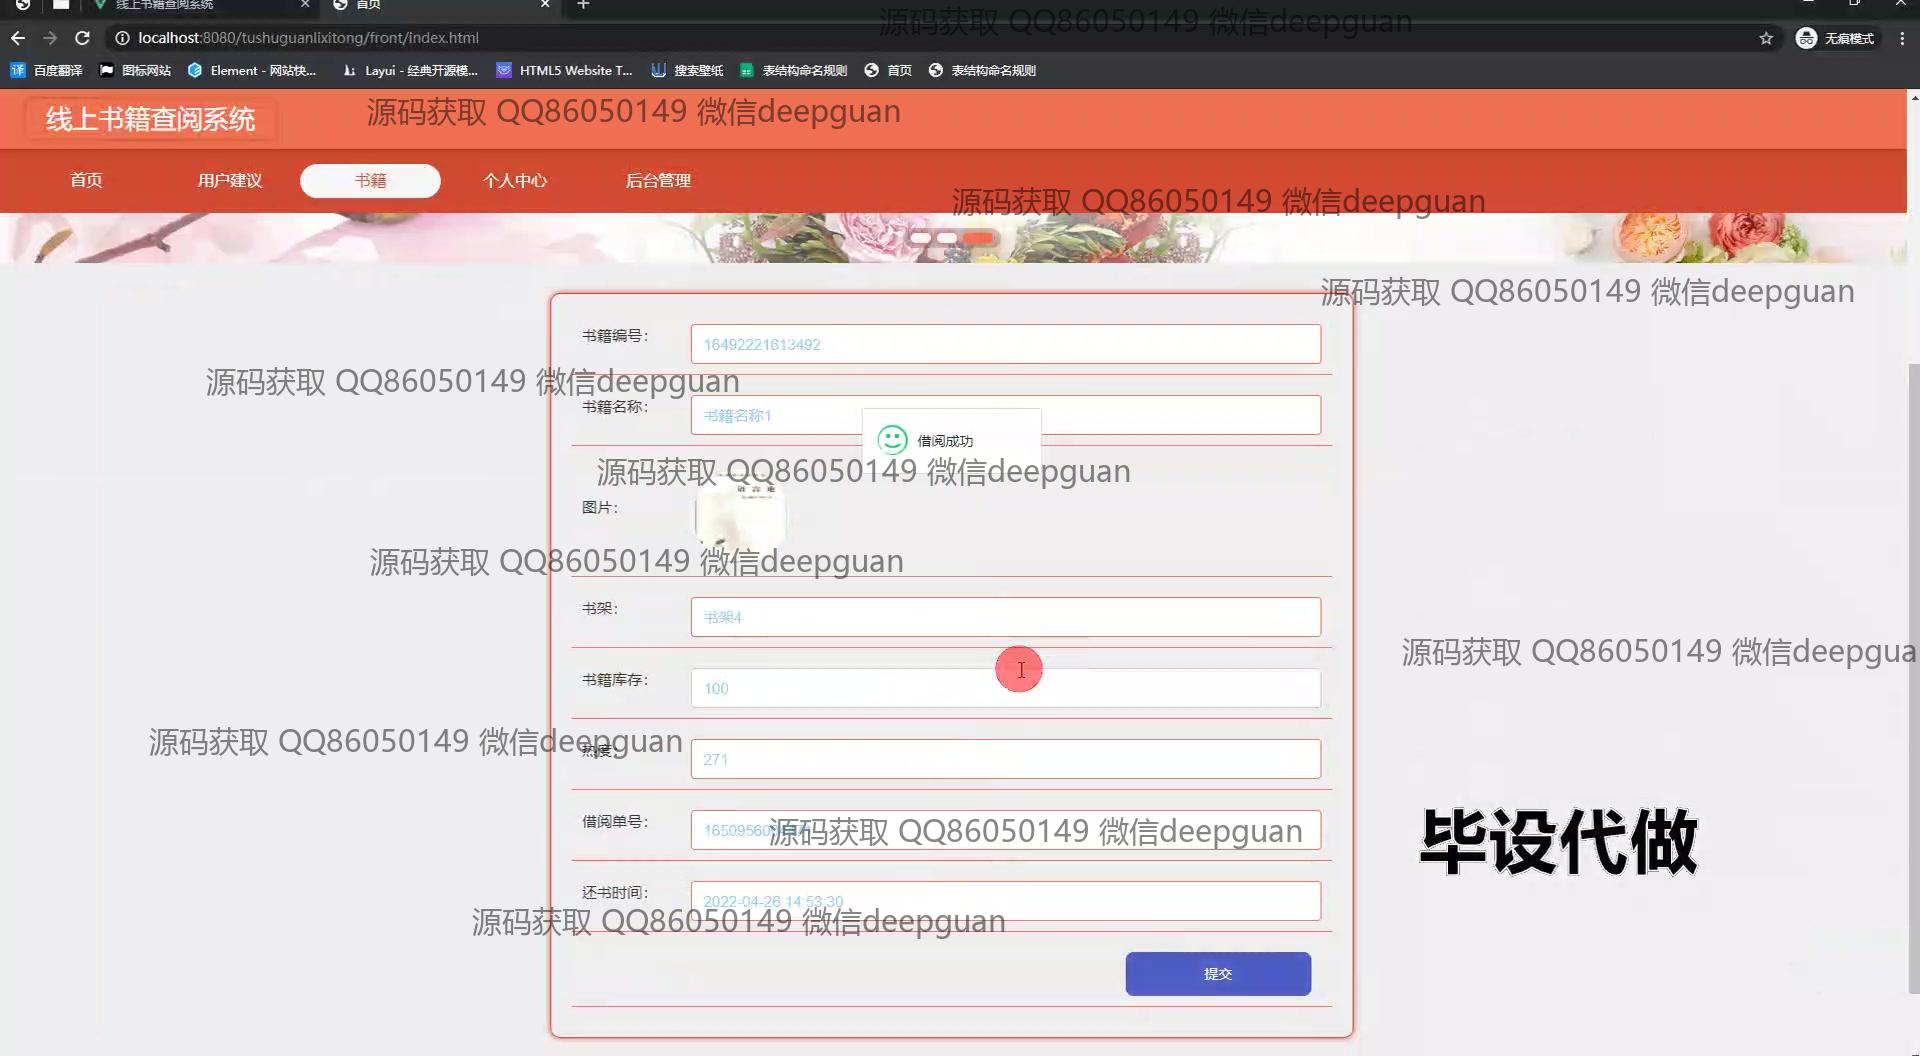 线上书籍查阅系统
首页
源码获取 QQ86050149 微信deepguan
localhost:8080/tushuguanlixitong/front/index.html
无痕模式
百度翻译
图标网站
Element - 网站快...
Layui - 经典开源模...
HTML5 Website T...
搜索壁纸
表结构命名规则
首页
表结构命名规则
线上书籍查阅系统
源码获取 QQ86050149 微信deepguan
首页
用户建议
书籍
个人中心
后台管理
源码获取 QQ86050149 微信deepguan
源码获取 QQ86050149 微信deepguan
书籍编号：
16492221613492
源码获取 QQ86050149 微信deepguan
书籍名称：
书籍名称1
借阅成功
源码获取 QQ86050149 微信deepguan
图片：
源码获取 QQ86050149 微信deepguan
书架：
书架4
源码获取 QQ86050149 微信deepgua
书籍库存：
100
源码获取 QQ86050149 微信deepguan
热度：
271
借阅单号：
源码获取 QQ86050149 微信deepguan
毕设代做
还书时间：
2022-04-26 14:53:30
源码获取 QQ86050149 微信deepguan
提交